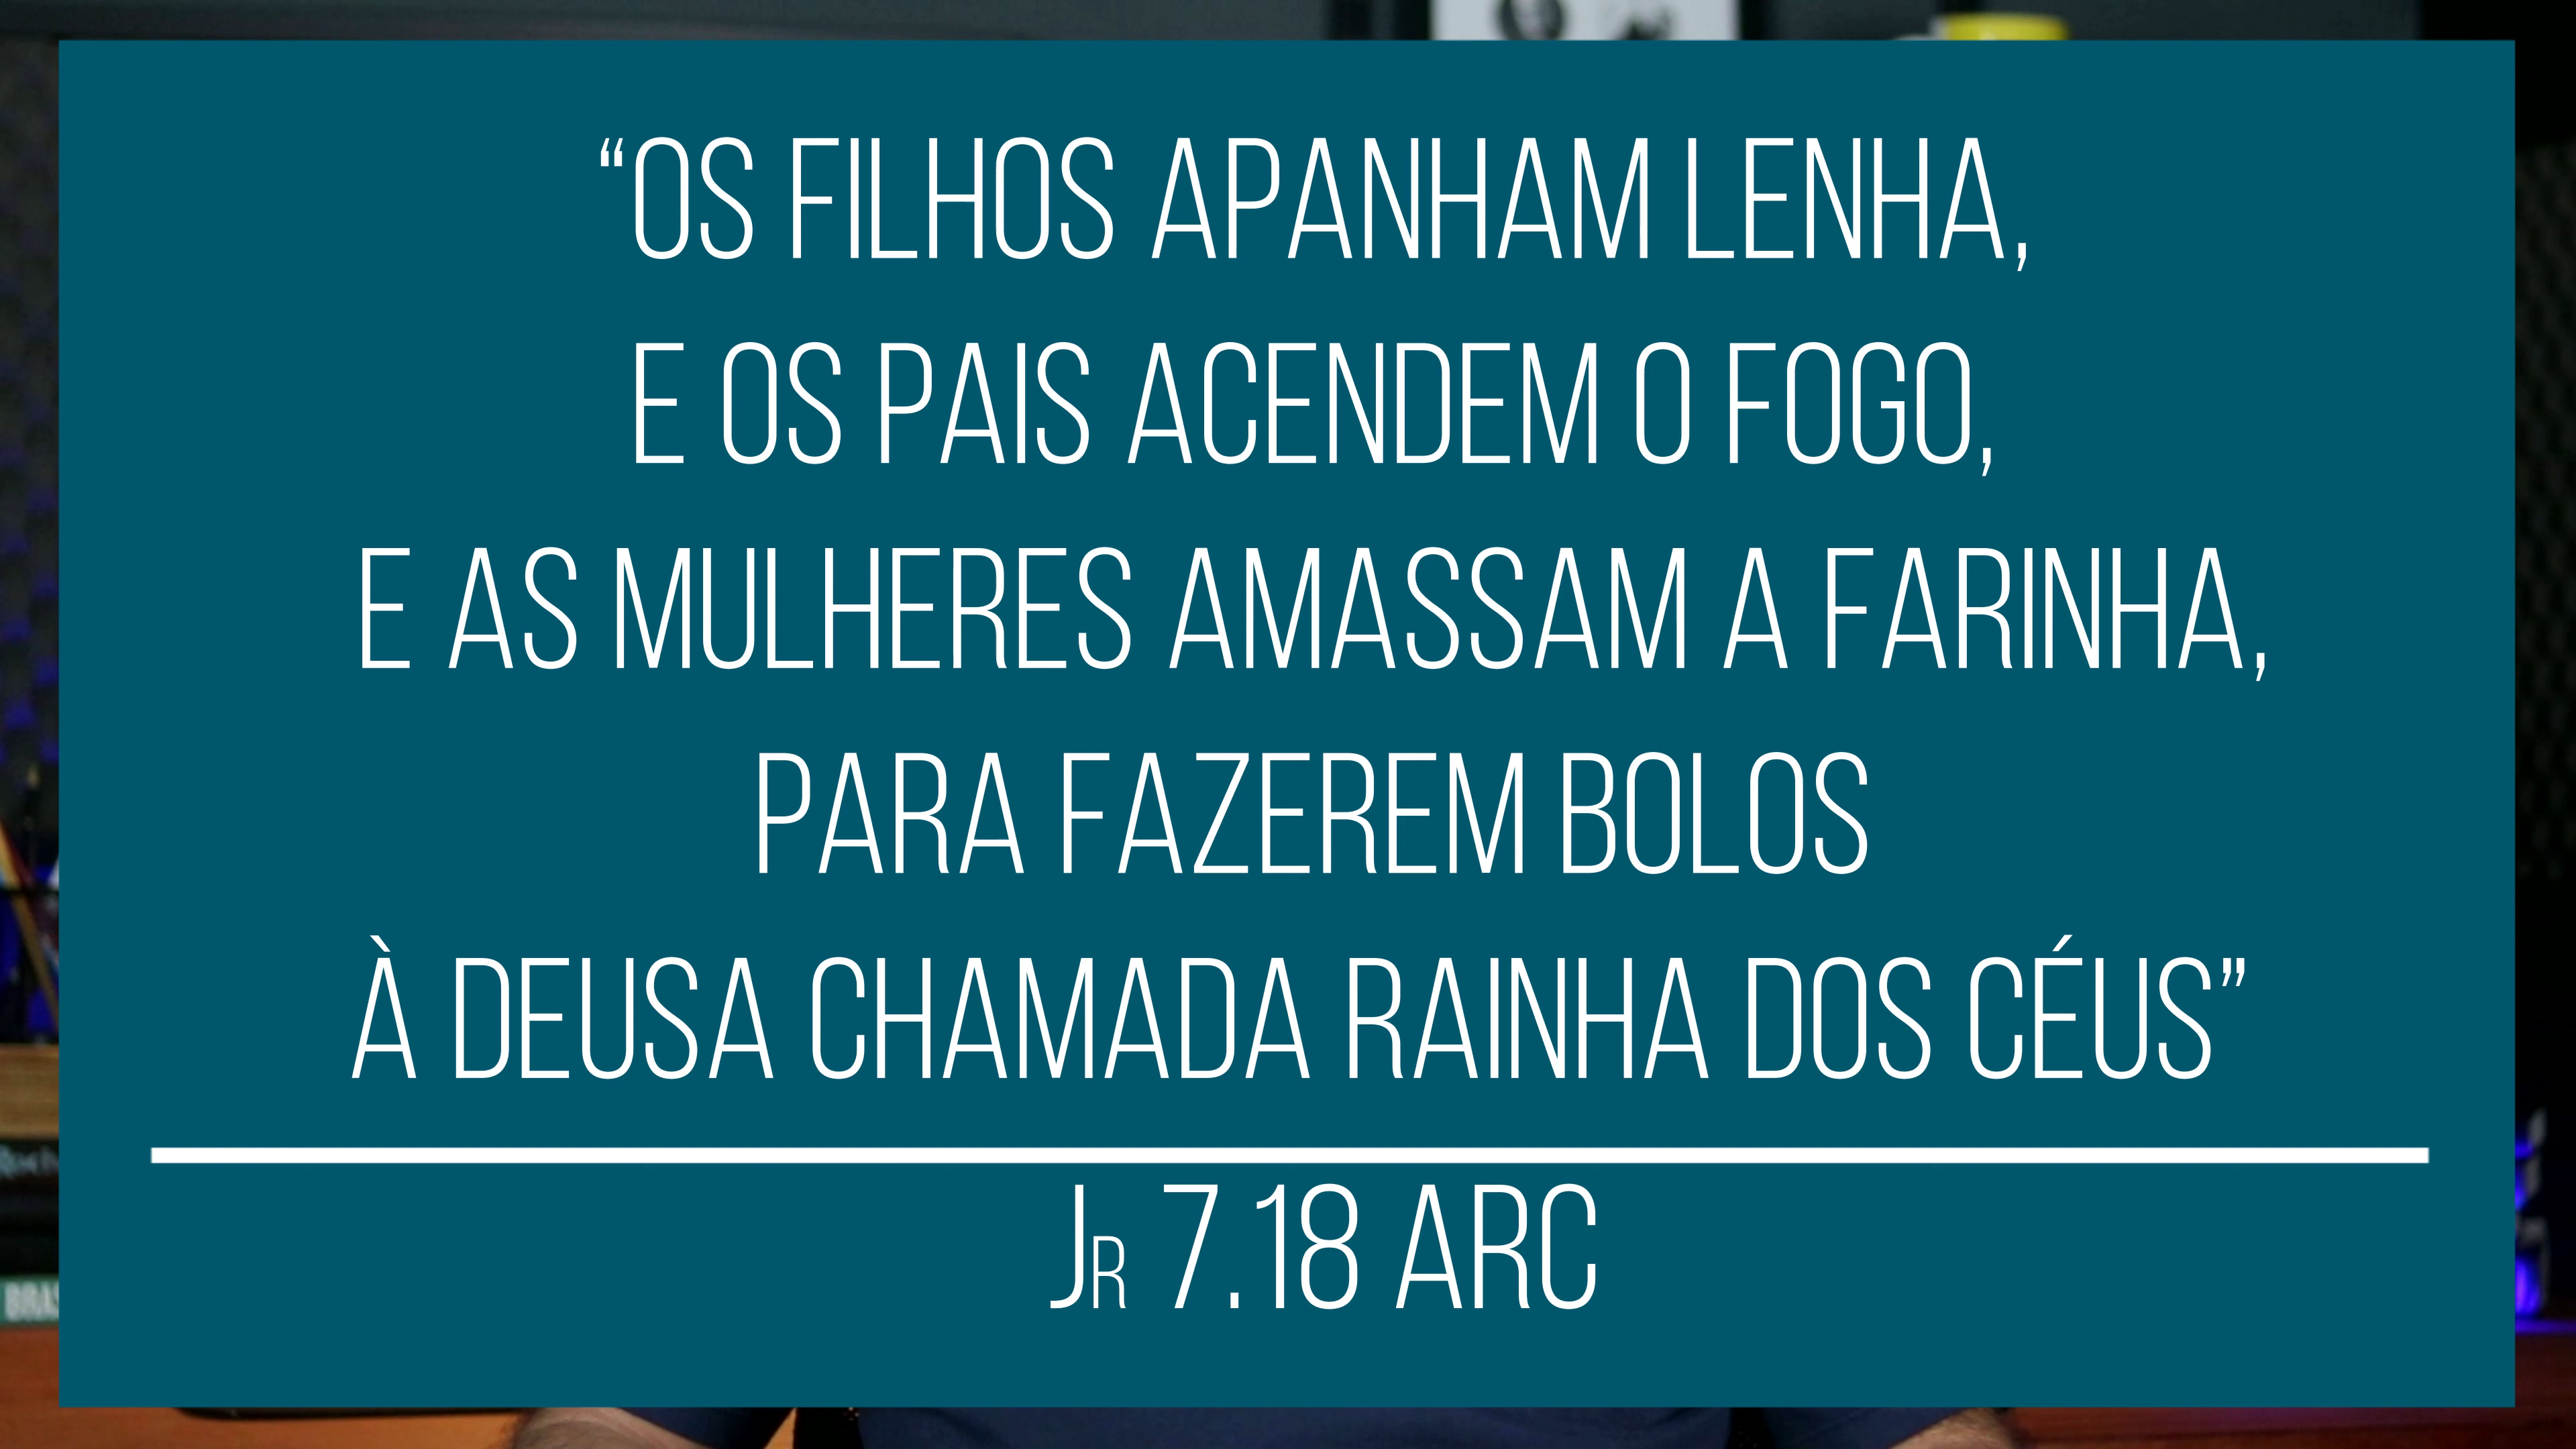 “OS FILHOS APANHAM LENHA,
E OS PAIS ACENDEM O FOGO,
E AS MULHERES AMASSAM A FARINHA,
PARA FAZEREM BOLOS
À DEUSA CHAMADA RAINHA DOS CÉUS”
JR 7.18 ARC